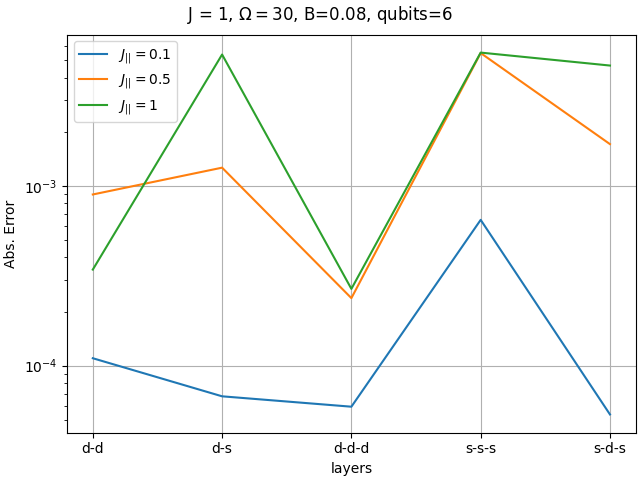 J = 1, Ω = 30, B=0.08, qubits=6
J_{||} = 0.1
J_{||} = 0.5
J_{||} = 1
Abs. Error
10^{-3}
10^{-4}
d-d d-s d-d-d s-s-s s-d-s
layers